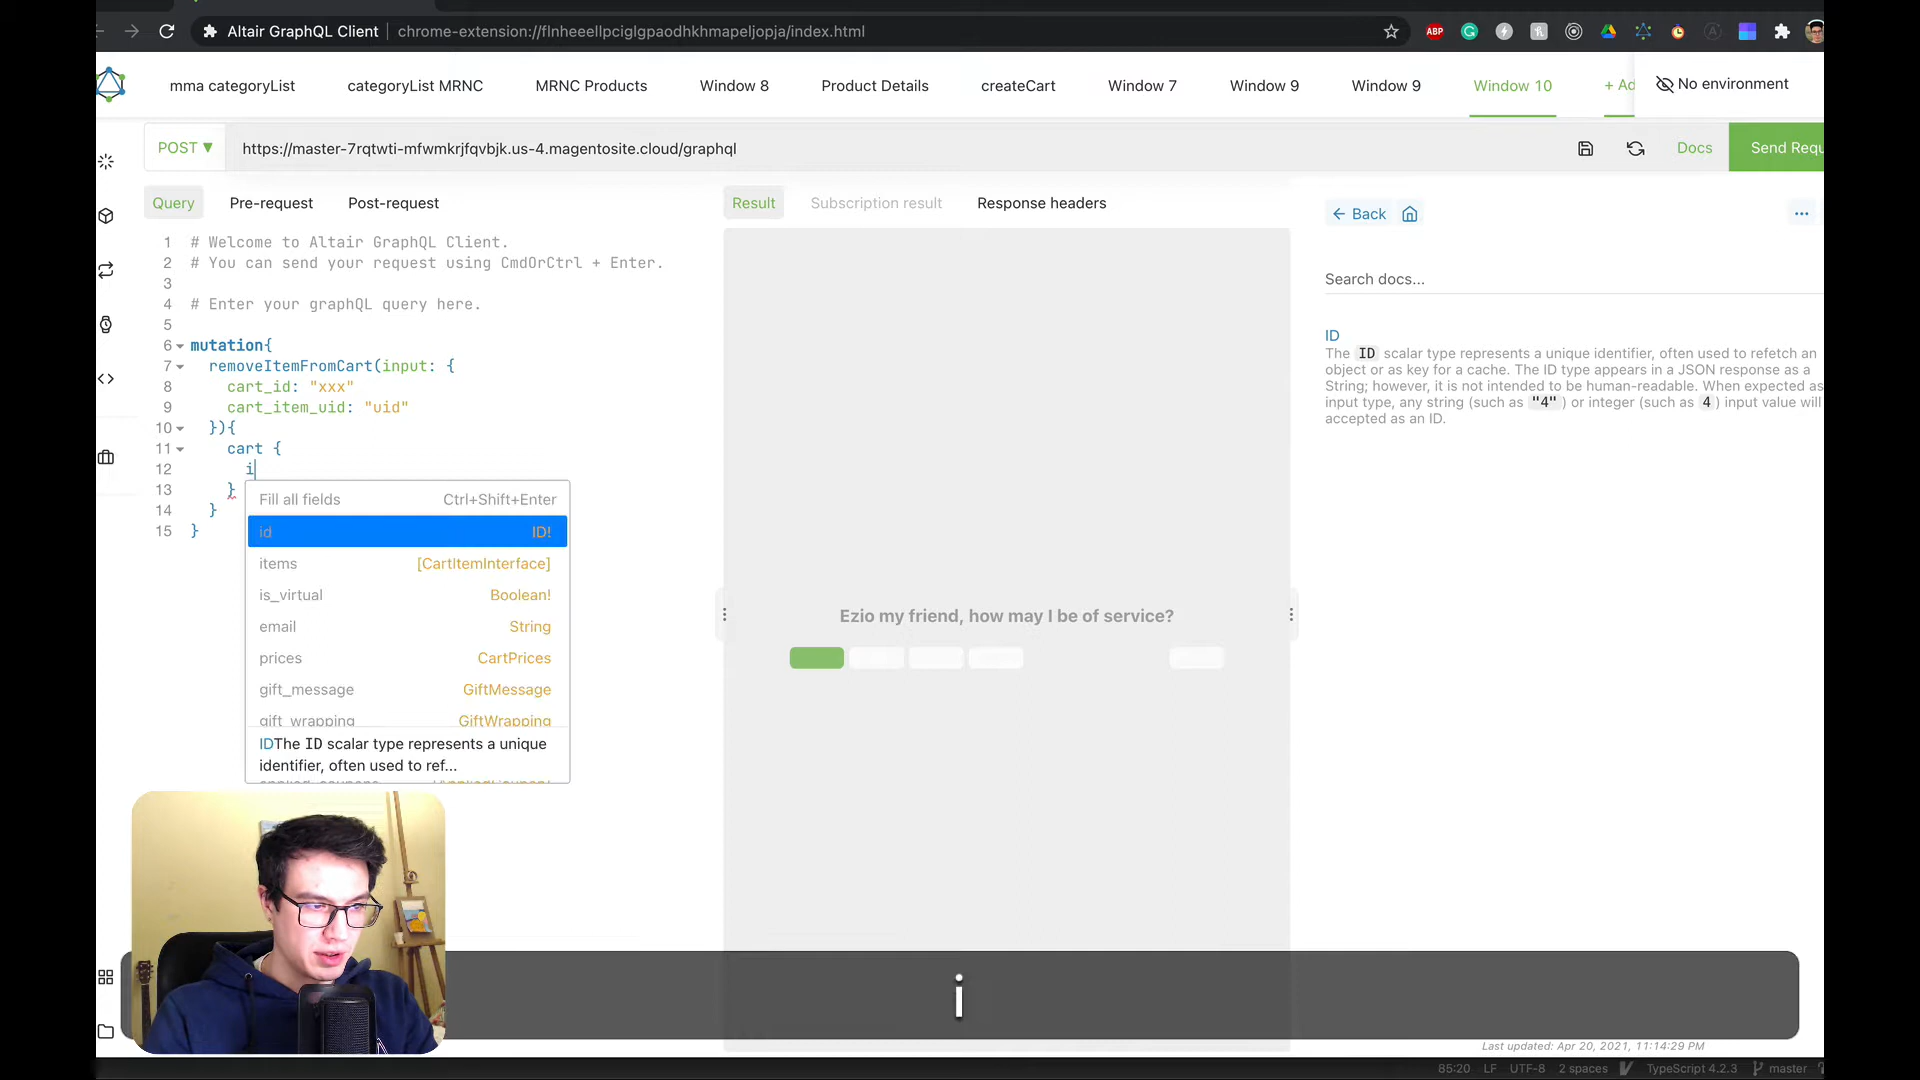 Altair GraphQL Client
chrome-extension://flnheeellpciglgpaodhkhmapeljopja/index.html
ABP
mma categoryList
categoryList MRNC
MRNC Products
Window 8
Product Details
createCart
Window 7
Window 9
Window 9
Window 10
+ Ad
No environment
POST ▼
https://master-7rqtwti-mfwmkrjfqvbjk.us-4.magentosite.cloud/graphql
Docs
Send Requ
Query
Pre-request
Post-request
Result
Subscription result
Response headers
Back
1 # Welcome to Altair GraphQL Client.
2 # You can send your request using CmdOrCtrl + Enter.
3
4 # Enter your graphQL query here.
5
6 mutation{
7 removeItemFromCart(input: {
8 cart_id: "xxx"
9 cart_item_uid: "uid"
10 }){
11 cart {
12 i
13 }
14 }
15 }
Fill all fields Ctrl+Shift+Enter
id ID!
items [CartItemInterface]
is_virtual Boolean!
email String
prices CartPrices
gift_message GiftMessage
gift_wrapping GiftWrapping
IDThe ID scalar type represents a unique
identifier, often used to ref...
Ezio my friend, how may I be of service?
Search docs...
ID
The ID scalar type represents a unique identifier, often used to refetch an
object or as key for a cache. The ID type appears in a JSON response as a
String; however, it is not intended to be human-readable. When expected as
input type, any string (such as "4") or integer (such as 4) input value will
accepted as an ID.
i
Last updated: Apr 20, 2021, 11:14:29 PM
85:20 LF UTF-8 2 spaces TypeScript 4.2.3 master